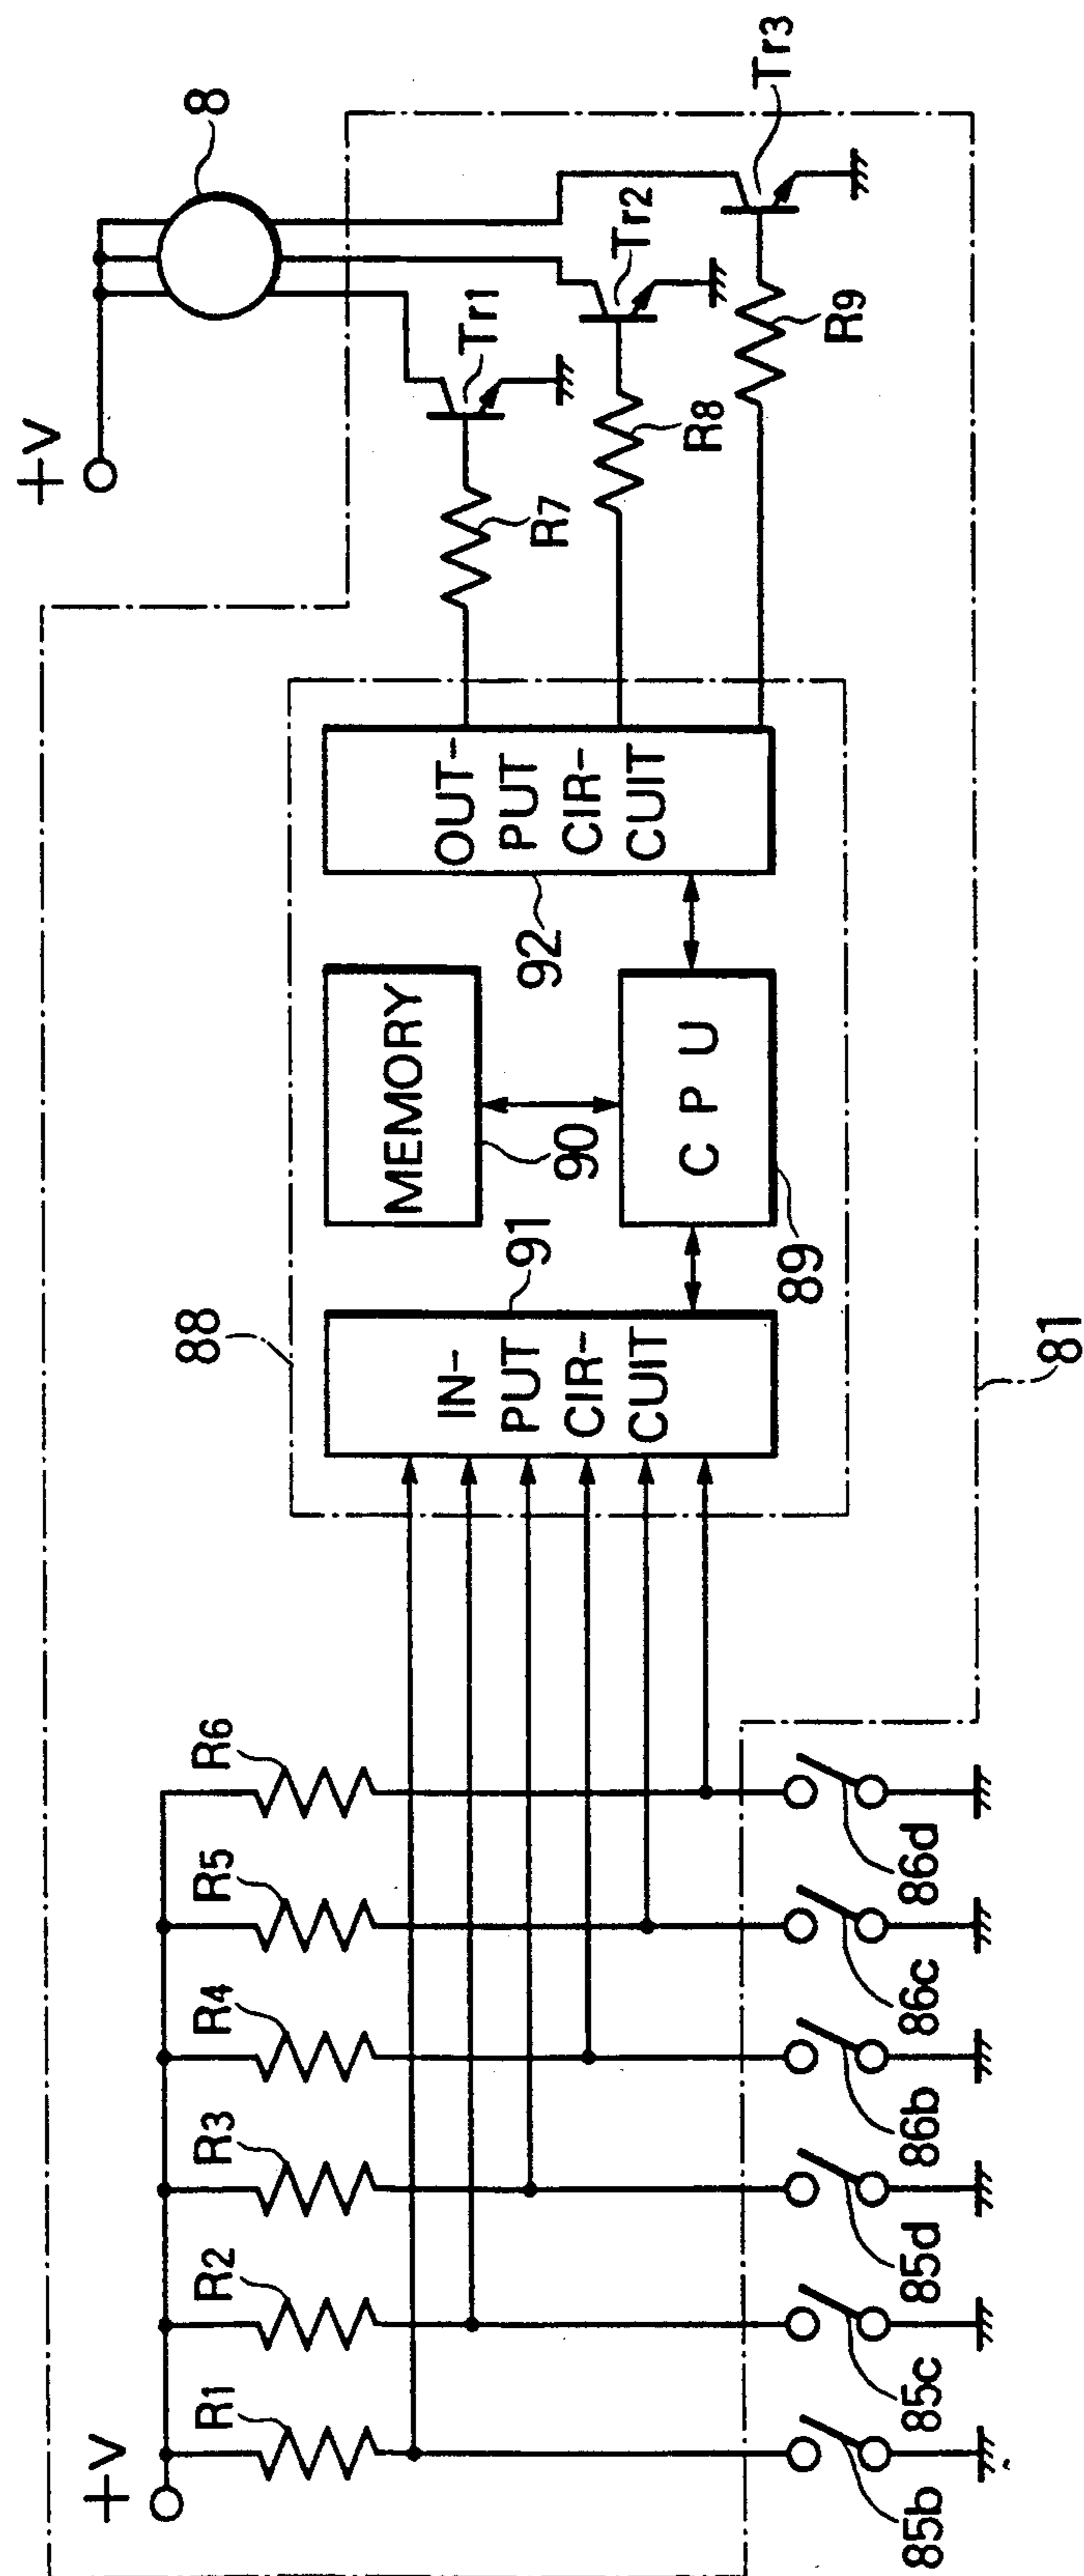 +V
R1
R2
R3
R4
R5
R6
85b
85c
85d
86b
86c
86d
88
IN-
PUT
CIR-
CUIT
91
MEMORY
90
C P U
89
OUT-
PUT
CIR-
CUIT
92
81
R7
R8
R9
Tr1
Tr2
Tr3
+V
8